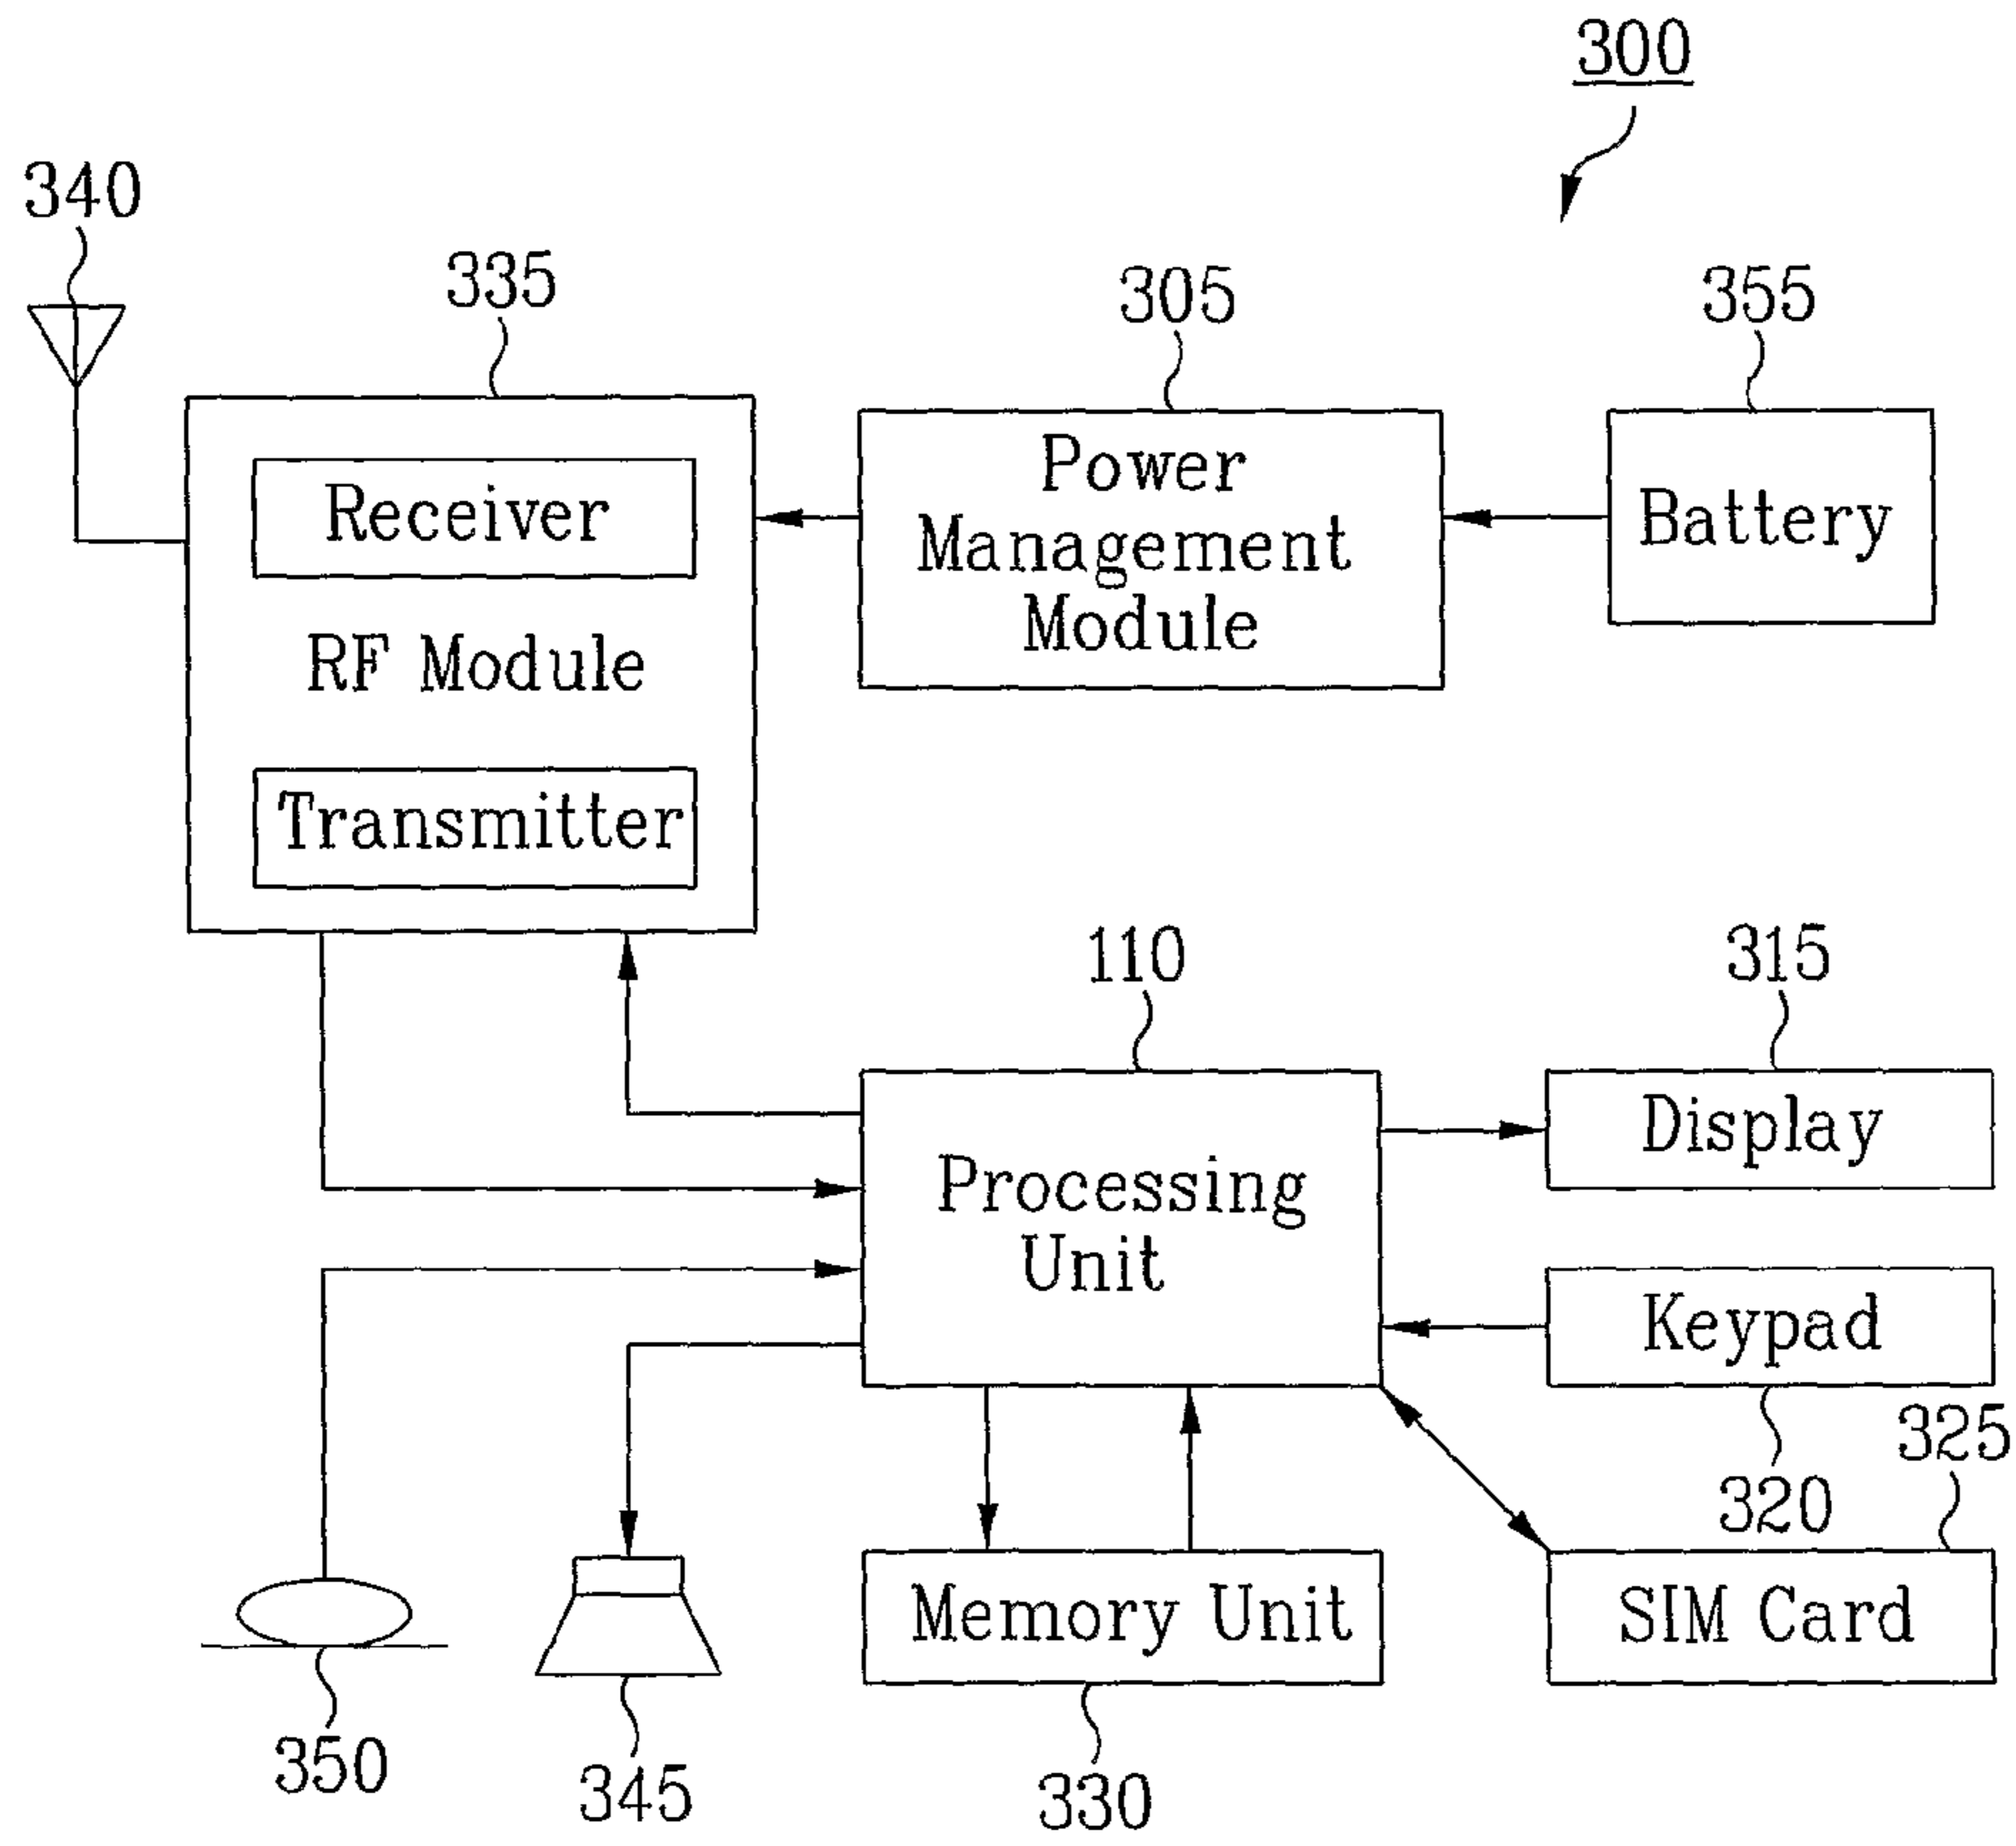 300
340
335
305
355
Receiver
RF Module
Transmitter
Power
Management
Module
Battery
110
315
Processing
Unit
Display
Keypad
320
325
Memory Unit
SIM Card
350
345
330